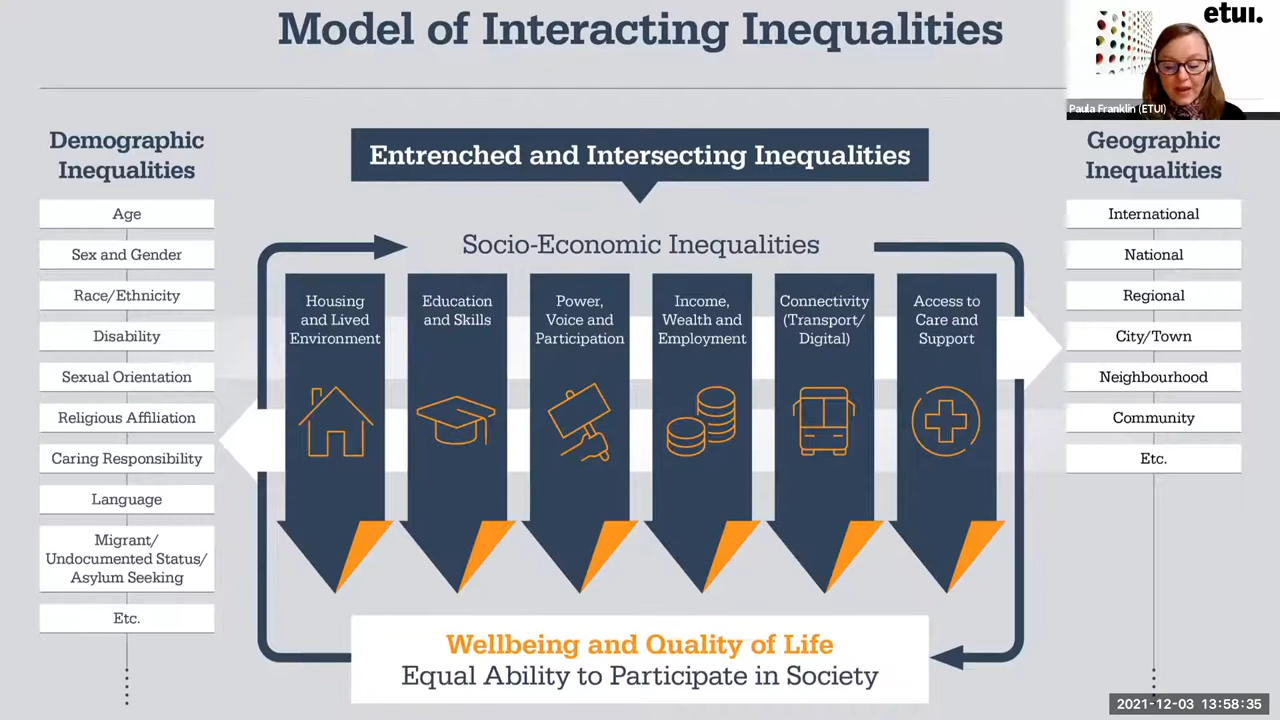 Model of Interacting Inequalities
etui.
Paula Franklin (ETUI)
Demographic
Inequalities
Age
Sex and Gender
Race/Ethnicity
Disability
Sexual Orientation
Religious Affiliation
Caring Responsibility
Language
Migrant/
Undocumented Status/
Asylum Seeking
Etc.
Entrenched and Intersecting Inequalities
Socio-Economic Inequalities
Housing
and Lived
Environment
Education
and Skills
Power,
Voice and
Participation
Income,
Wealth and
Employment
Connectivity
(Transport/
Digital)
Access to
Care and
Support
Wellbeing and Quality of Life
Equal Ability to Participate in Society
Geographic
Inequalities
International
National
Regional
City/Town
Neighbourhood
Community
Etc.
2021-12-03 13:58:35